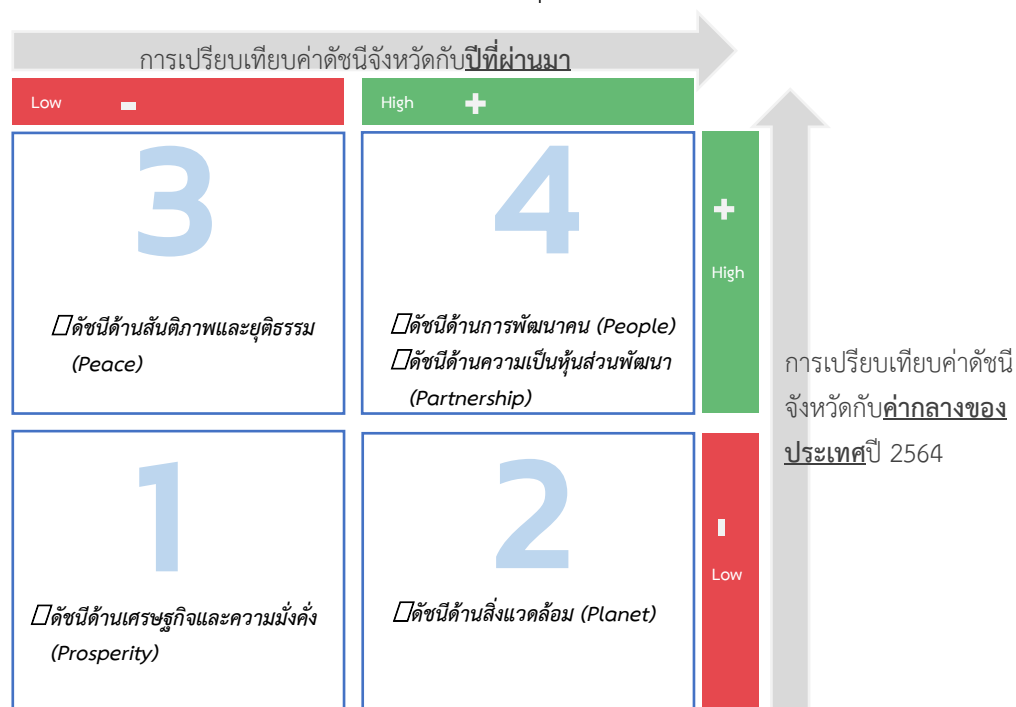 การเปรียบเทียบค่าดัชนีจังหวัดกับปีที่ผ่านมา
Low -
High +
3
ดัชนีด้านสันติภาพและยุติธรรม
(Peace)
4
ดัชนีด้านการพัฒนาคน (People)
ดัชนีด้านความเป็นหุ้นส่วนพัฒนา
(Partnership)
+
High
การเปรียบเทียบค่าดัชนี
จังหวัดกับค่ากลางของ
ประเทศปี 2564
1
ดัชนีด้านเศรษฐกิจและความมั่งคั่ง
(Prosperity)
2
ดัชนีด้านสิ่งแวดล้อม (Planet)
-
Low